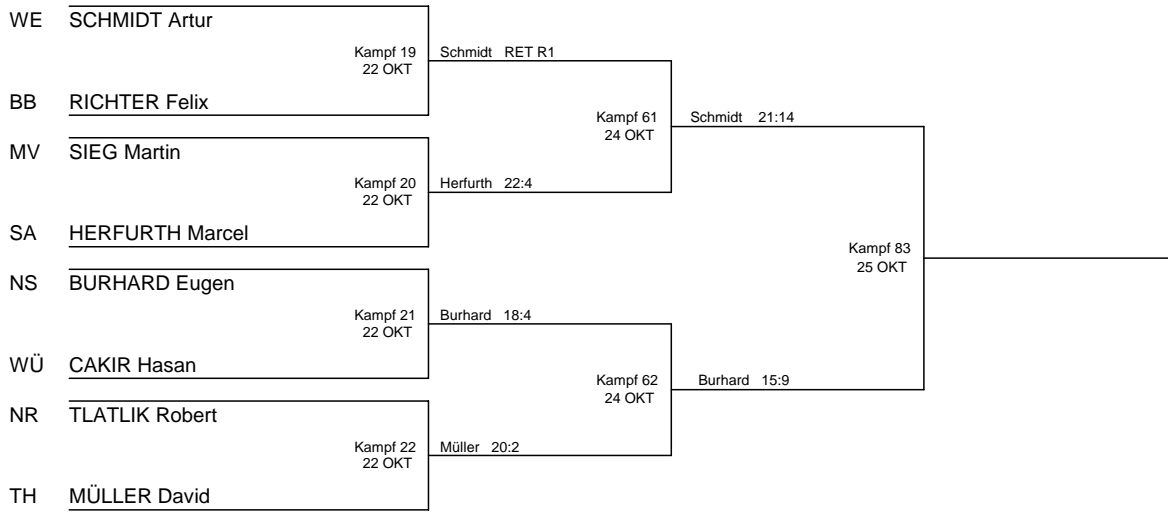 WE SCHMIDT Artur
Kampf 19 Schmidt RET R1
22 OKT
BB RICHTER Felix
Kampf 61 Schmidt 21:14
24 OKT
MV SIEG Martin
Kampf 20 Herfurth 22:4
22 OKT
SA HERFURTH Marcel
Kampf 83
25 OKT
NS BURHARD Eugen
Kampf 21 Burhard 18:4
22 OKT
WÜ CAKIR Hasan
Kampf 62 Burhard 15:9
24 OKT
NR TLATLIK Robert
Kampf 22 Müller 20:2
22 OKT
TH MÜLLER David